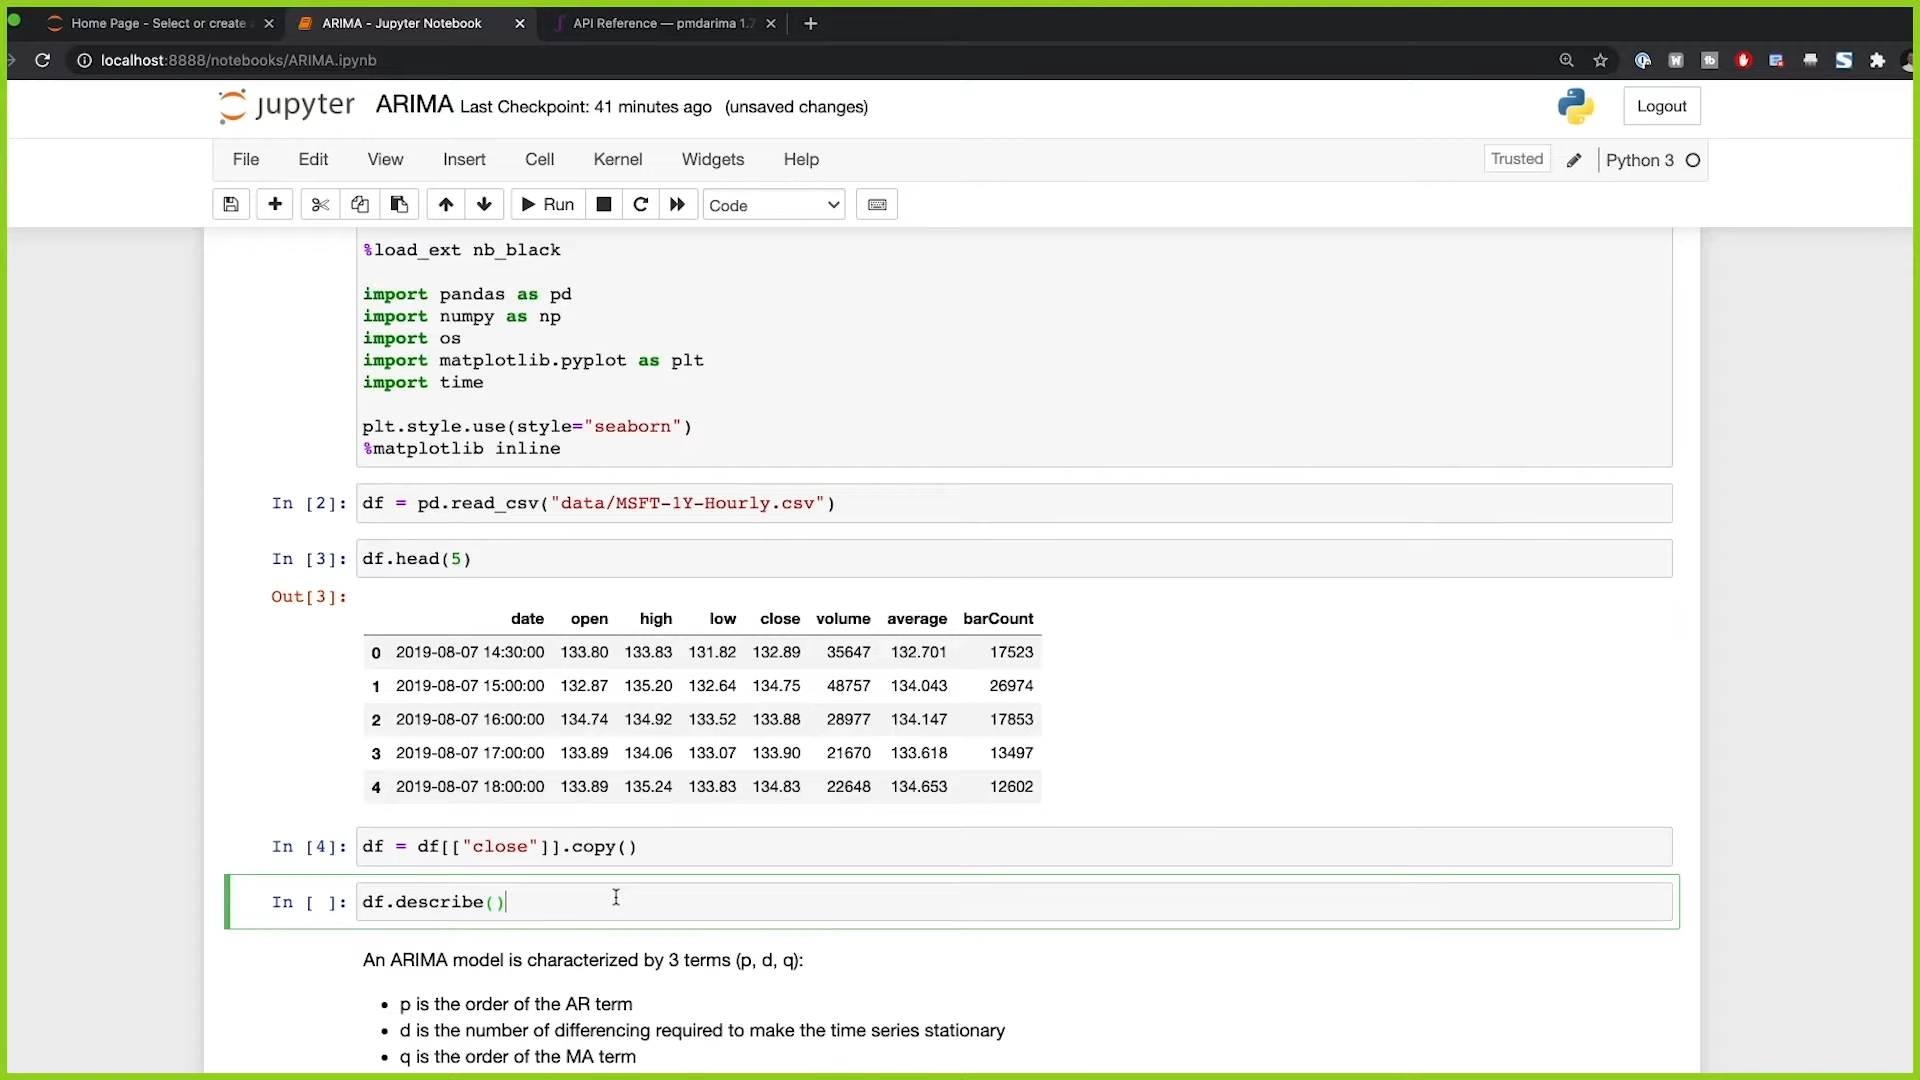 Home Page - Select or create
ARIMA - Jupyter Notebook
API Reference — pmdarima 1.7
localhost:8888/notebooks/ARIMA.ipynb
jupyter ARIMA Last Checkpoint: 41 minutes ago (unsaved changes)
Logout
File Edit View Insert Cell Kernel Widgets Help
Trusted
Python 3
Run
Code
%load_ext nb_black
import pandas as pd
import numpy as np
import os
import matplotlib.pyplot as plt
import time
plt.style.use(style="seaborn")
%matplotlib inline
In [2]: df = pd.read_csv("data/MSFT-1Y-Hourly.csv")
In [3]: df.head(5)
Out[3]:
date open high low close volume average barCount
0 2019-08-07 14:30:00 133.80 133.83 131.82 132.89 35647 132.701 17523
1 2019-08-07 15:00:00 132.87 135.20 132.64 134.75 48757 134.043 26974
2 2019-08-07 16:00:00 134.74 134.92 133.52 133.88 28977 134.147 17853
3 2019-08-07 17:00:00 133.89 134.06 133.07 133.90 21670 133.618 13497
4 2019-08-07 18:00:00 133.89 135.24 133.83 134.83 22648 134.653 12602
In [4]: df = df[["close"]].copy()
In [ ]: df.describe()
An ARIMA model is characterized by 3 terms (p, d, q):
• p is the order of the AR term
• d is the number of differencing required to make the time series stationary
• q is the order of the MA term